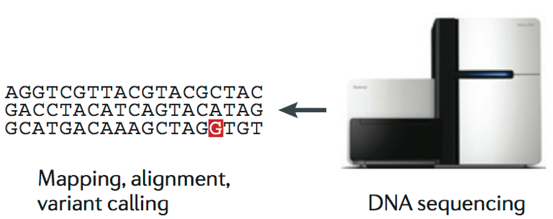 AGGTCGTTACGTACGCTAC
GACCTACATCAGTACATAG
GCATGACAAAGCTAGGTGT
Mapping, alignment,
variant calling
DNA sequencing